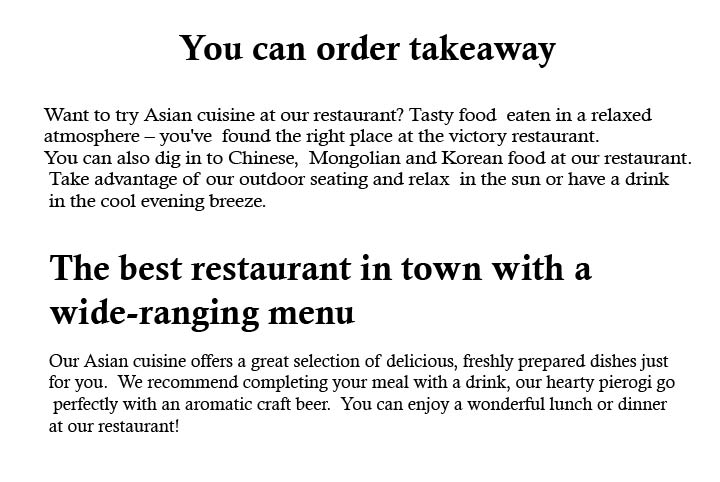 You can order takeaway
Want to try Asian cuisine at our restaurant? Tasty food  eaten in a relaxed
atmosphere – you've  found the right place at the victory restaurant.
You can also dig in to Chinese,  Mongolian and Korean food at our restaurant.
Take advantage of our outdoor seating and relax  in the sun or have a drink
in the cool evening breeze.
The best restaurant in town with a
wide-ranging menu
Our Asian cuisine offers a great selection of delicious, freshly prepared dishes just
for you.  We recommend completing your meal with a drink, our hearty pierogi go
perfectly with an aromatic craft beer.  You can enjoy a wonderful lunch or dinner
at our restaurant!